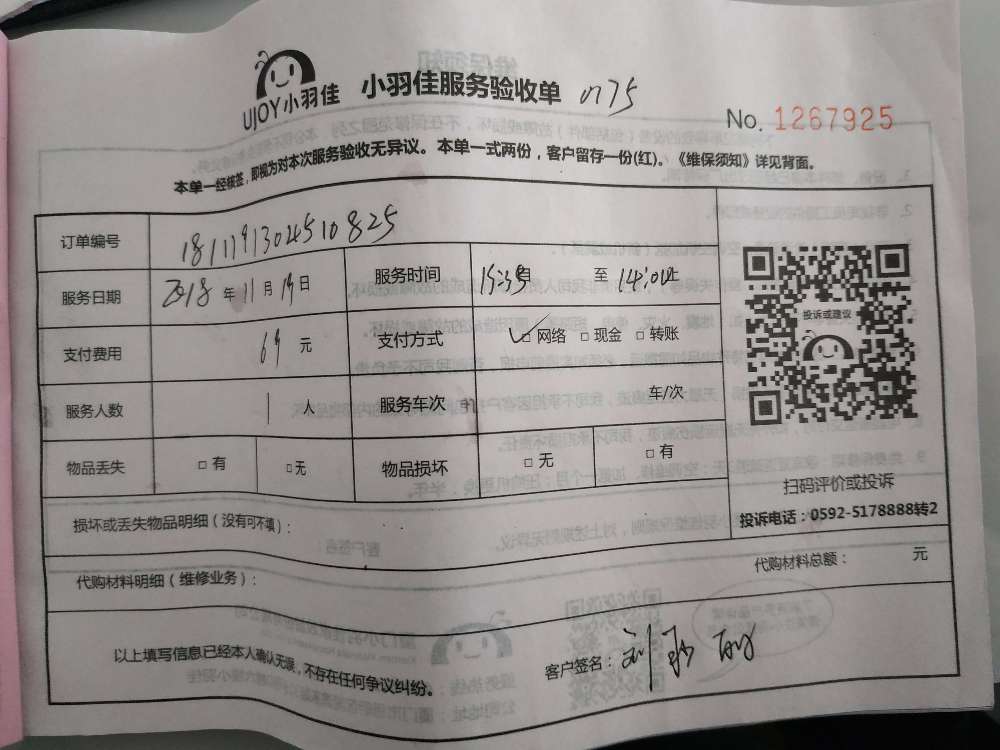 UJOY小羽佳 小羽佳服务验收单 0175
No. 1267925
本单一经核签，即视为对本次服务验收无异议。本单一式两份，客户留存一份(红)。《维保须知》详见背面。
订单编号 18111913024510825
服务日期 2018 年 11 月 19 日 服务时间 至 14:00 止
投诉或建议
支付费用 69 元 支付方式 ☑ 网络 □ 现金 □ 转账
服务人数 1 人 服务车次 车/次
物品丢失 □ 有 □ 无 物品损坏 □ 无 □ 有
扫码评价或投诉
投诉电话：0592-5178888转2
损坏或丢失物品明细（没有可不填）：
代购材料明细（维修业务）： 代购材料总额： 元
以上填写信息已经本人确认无误，不存在任何争议纠纷。 客户签名：刘